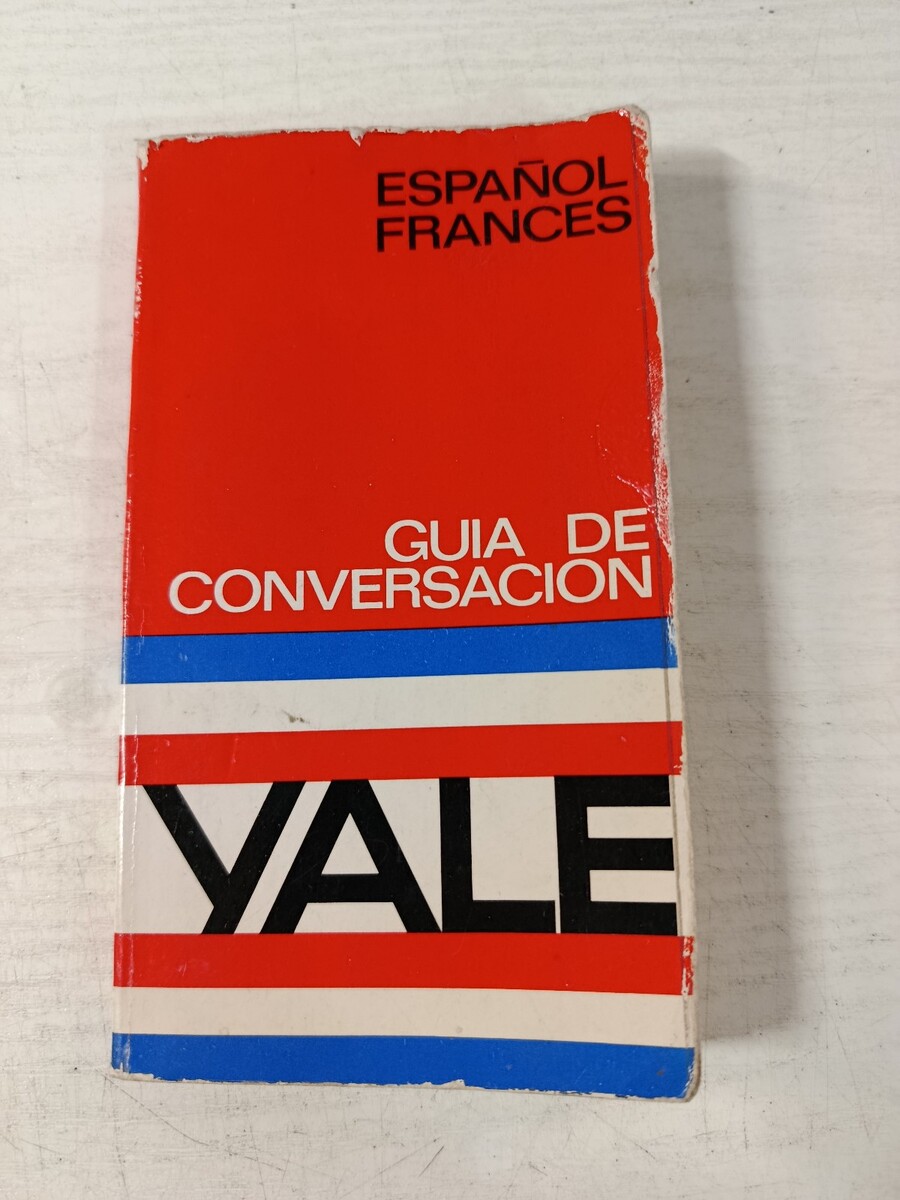 ESPAÑOL
FRANCES
GUIA DE
CONVERSACION
YALE